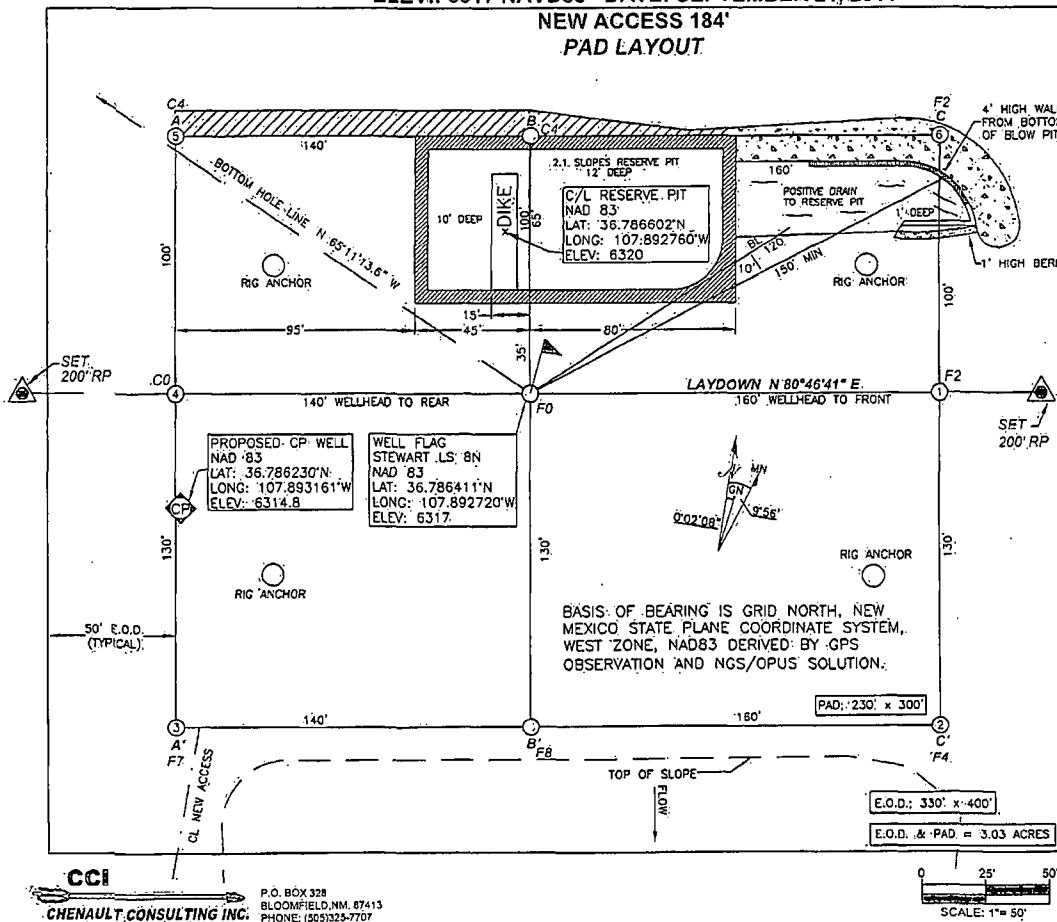 NEW ACCESS 184'
PAD LAYOUT
C4
A
5
140'
B
C4
F2
C
6
4' HIGH WALL
FROM BOTTOM
OF BLOW PIT
BOTTOM HOLE LINE N 65°11'13.6" W
2:1 SLOPES RESERVE PIT
12' DEEP
160'
10' DEEP
DIKE
100'
65'
C/L RESERVE PIT
NAD 83
LAT: 36.786602°N
LONG: 107.892760°W
ELEV: 6320
POSITIVE DRAIN
TO RESERVE PIT
1' DEEP
1' HIGH BERM
BL
10'
120
150' MIN
100'
RIG ANCHOR
RIG ANCHOR
100'
15'
95'
45'
80'
35'
SET
200' RP
C0
4
140' WELLHEAD TO REAR
F0
LAYDOWN N 80°46'41" E
160' WELLHEAD TO FRONT
F2
1
SET
200' RP
PROPOSED CP WELL
NAD 83
LAT: 36.786230°N
LONG: 107.893161°W
ELEV: 6314.8
WELL FLAG
STEWART LS 8N
NAD 83
LAT: 36.786411°N
LONG: 107.892720°W
ELEV: 6317
CP
MN
GN
0°02'08"
9°56'
130'
130'
130'
RIG ANCHOR
RIG ANCHOR
50' E.O.D.
(TYPICAL)
BASIS OF BEARING IS GRID NORTH, NEW
MEXICO STATE PLANE COORDINATE SYSTEM,
WEST ZONE, NAD83 DERIVED BY GPS
OBSERVATION AND NGS/OPUS SOLUTION.
PAD: 230' x 300'
3
140'
160'
2
A'
F7
B'
F8
C'
F4
CL NEW ACCESS
TOP OF SLOPE
FLOW
E.O.D.: 330' x 400'
E.O.D. & PAD = 3.03 ACRES
CCI
CHENAULT CONSULTING INC.
P.O. BOX 328
BLOOMFIELD, NM. 87413
PHONE: (505)325-7707
0' 25' 50'
SCALE: 1"= 50'